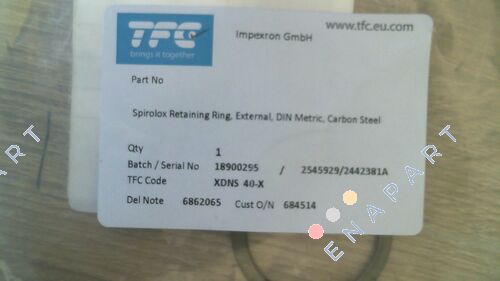 TFC
brings it together
Impexron GmbH
www.tfc.eu.com
Part No
Spirolox Retaining Ring, External, DIN Metric, Carbon Steel
Qty 1
Batch / Serial No 18900295 / 2545929/2442381A
TFC Code XDNS 40-X
Del Note 6862065 Cust O/N 684514
ENAPART
ENAPART